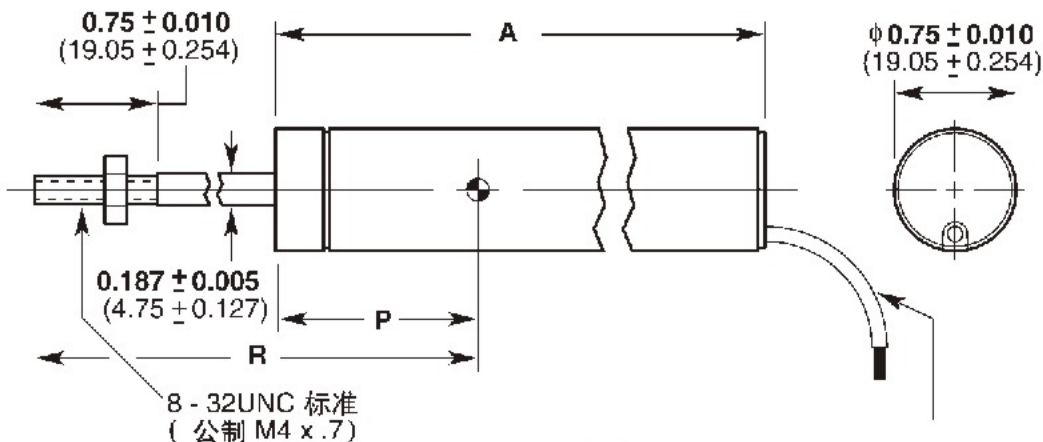 0.75 ± 0.010
(19.05 ± 0.254)
A
ϕ 0.75 ± 0.010
(19.05 ± 0.254)
0.187 ± 0.005
(4.75 ± 0.127)
P
R
8 - 32UNC 标准
( 公制 M4 x .7)